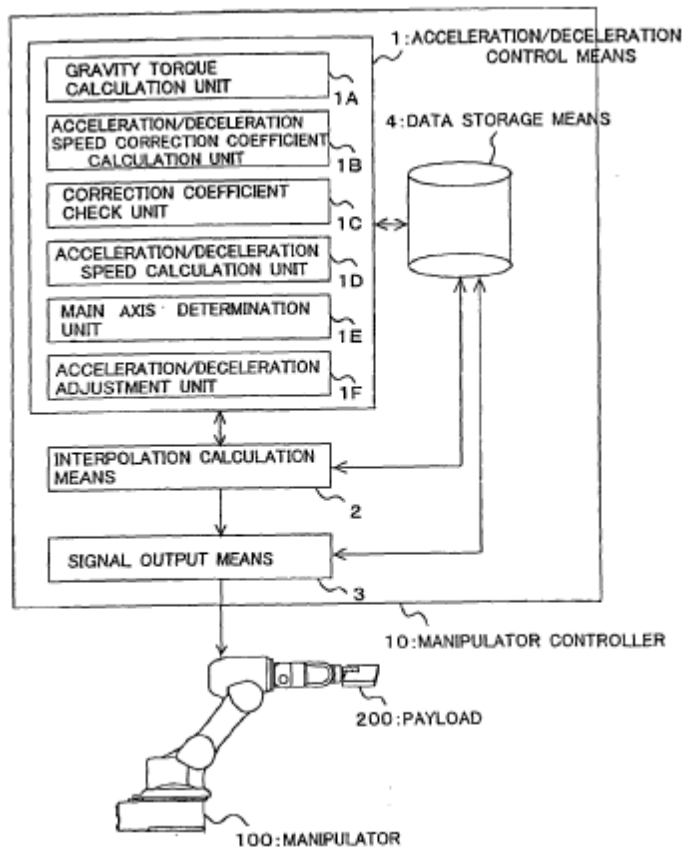 1:ACCELERATION/DECELERATION
CONTROL MEANS
GRAVITY TORQUE
CALCULATION UNIT
1A
4:DATA STORAGE MEANS
ACCELERATION/DECELERATION
SPEED CORRECTION COEFFICIENT
CALCULATION UNIT
1B
CORRECTION COEFFICIENT
CHECK UNIT
1C
ACCELERATION/DECELERATION
SPEED CALCULATION UNIT
1D
MAIN AXIS DETERMINATION
UNIT
1E
ACCELERATION/DECELERATION
ADJUSTMENT UNIT
1F
INTERPOLATION CALCULATION
MEANS
2
SIGNAL OUTPUT MEANS
3
10:MANIPULATOR CONTROLLER
200:PAYLOAD
100:MANIPULATOR